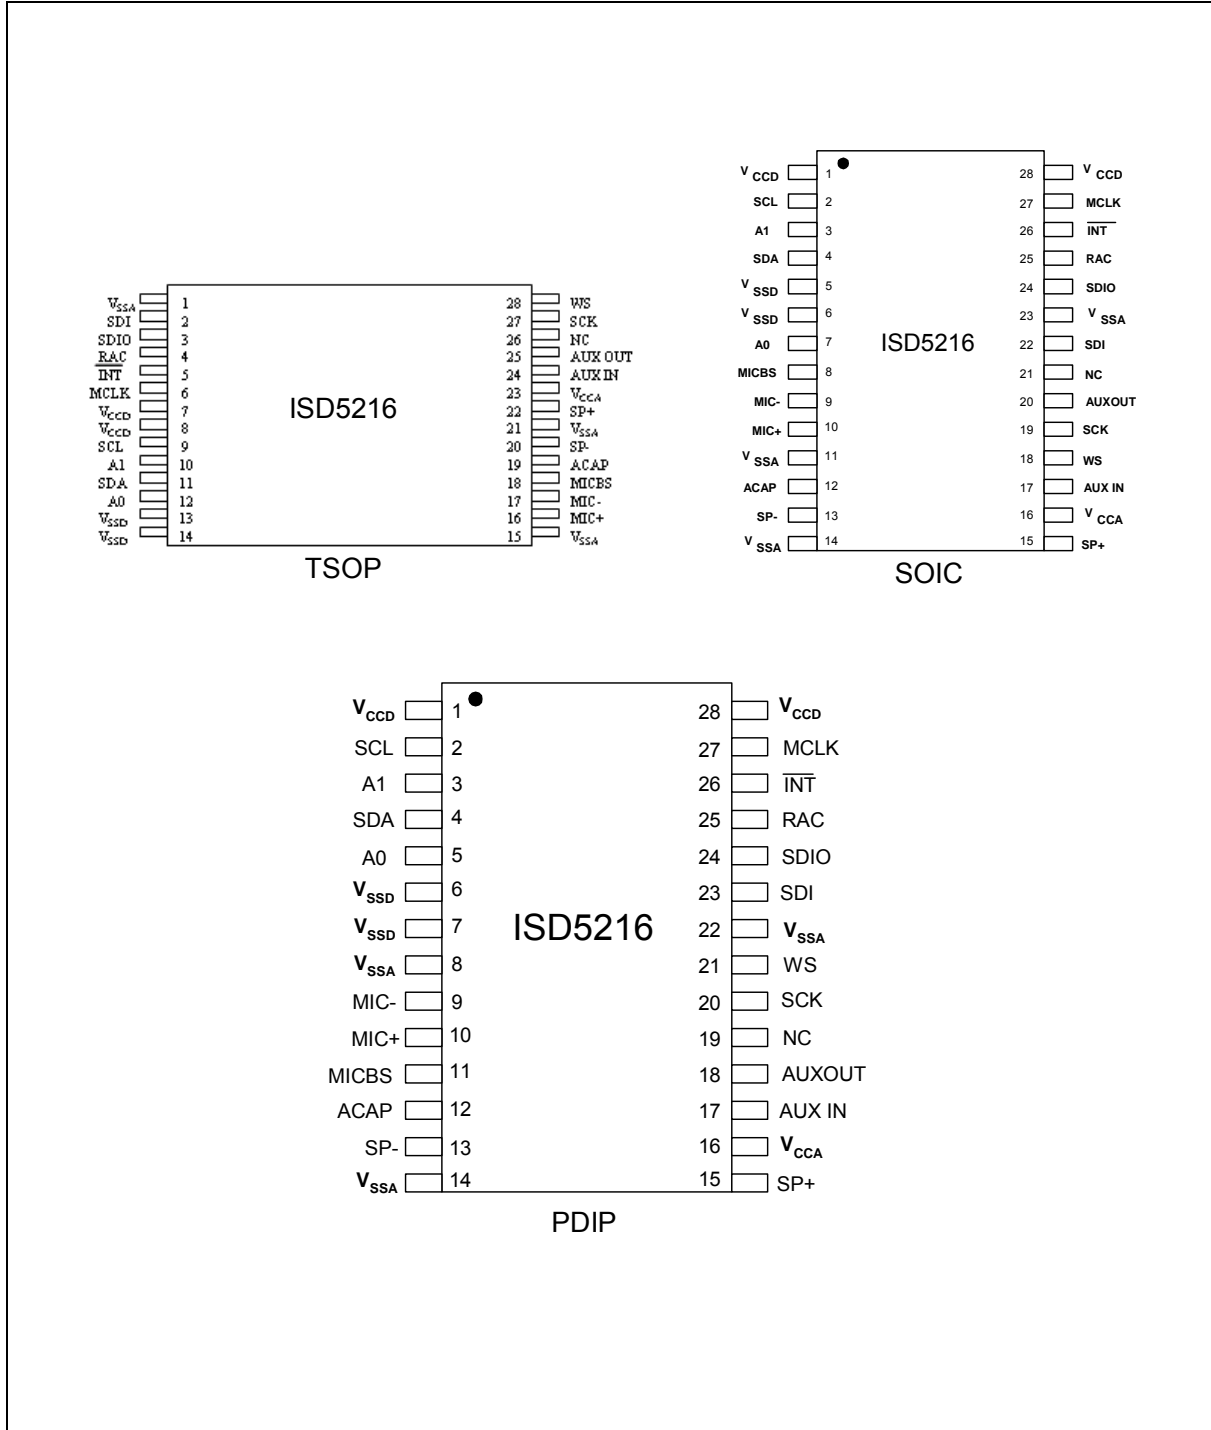 V SSA 1 28 WS
SDI 2 27 SCK
SDIO 3 26 NC
RAC 4 25 AUX OUT
INT 5 24 AUX IN
MCLK 6 23 VCCA
VCCD 7 22 SP+
VCCD 8 21 VSSA
SCL 9 20 SP-
A1 10 19 ACAP
SDA 11 18 MICBS
A0 12 17 MIC-
VSSD 13 16 MIC+
VSSD 14 15 VSSA
ISD5216
TSOP
V CCD 1 28 V CCD
SCL 2 27 MCLK
A1 3 26 INT
SDA 4 25 RAC
V SSD 5 24 SDIO
V SSD 6 23 V SSA
A0 7 22 SDI
MICBS 8 21 NC
MIC- 9 20 AUXOUT
MIC+ 10 19 SCK
V SSA 11 18 WS
ACAP 12 17 AUX IN
SP- 13 16 V CCA
V SSA 14 15 SP+
ISD5216
SOIC
VCCD 1 28 VCCD
SCL 2 27 MCLK
A1 3 26 INT
SDA 4 25 RAC
A0 5 24 SDIO
VSSD 6 23 SDI
VSSD 7 22 VSSA
VSSA 8 21 WS
MIC- 9 20 SCK
MIC+ 10 19 NC
MICBS 11 18 AUXOUT
ACAP 12 17 AUX IN
SP- 13 16 VCCA
VSSA 14 15 SP+
ISD5216
PDIP